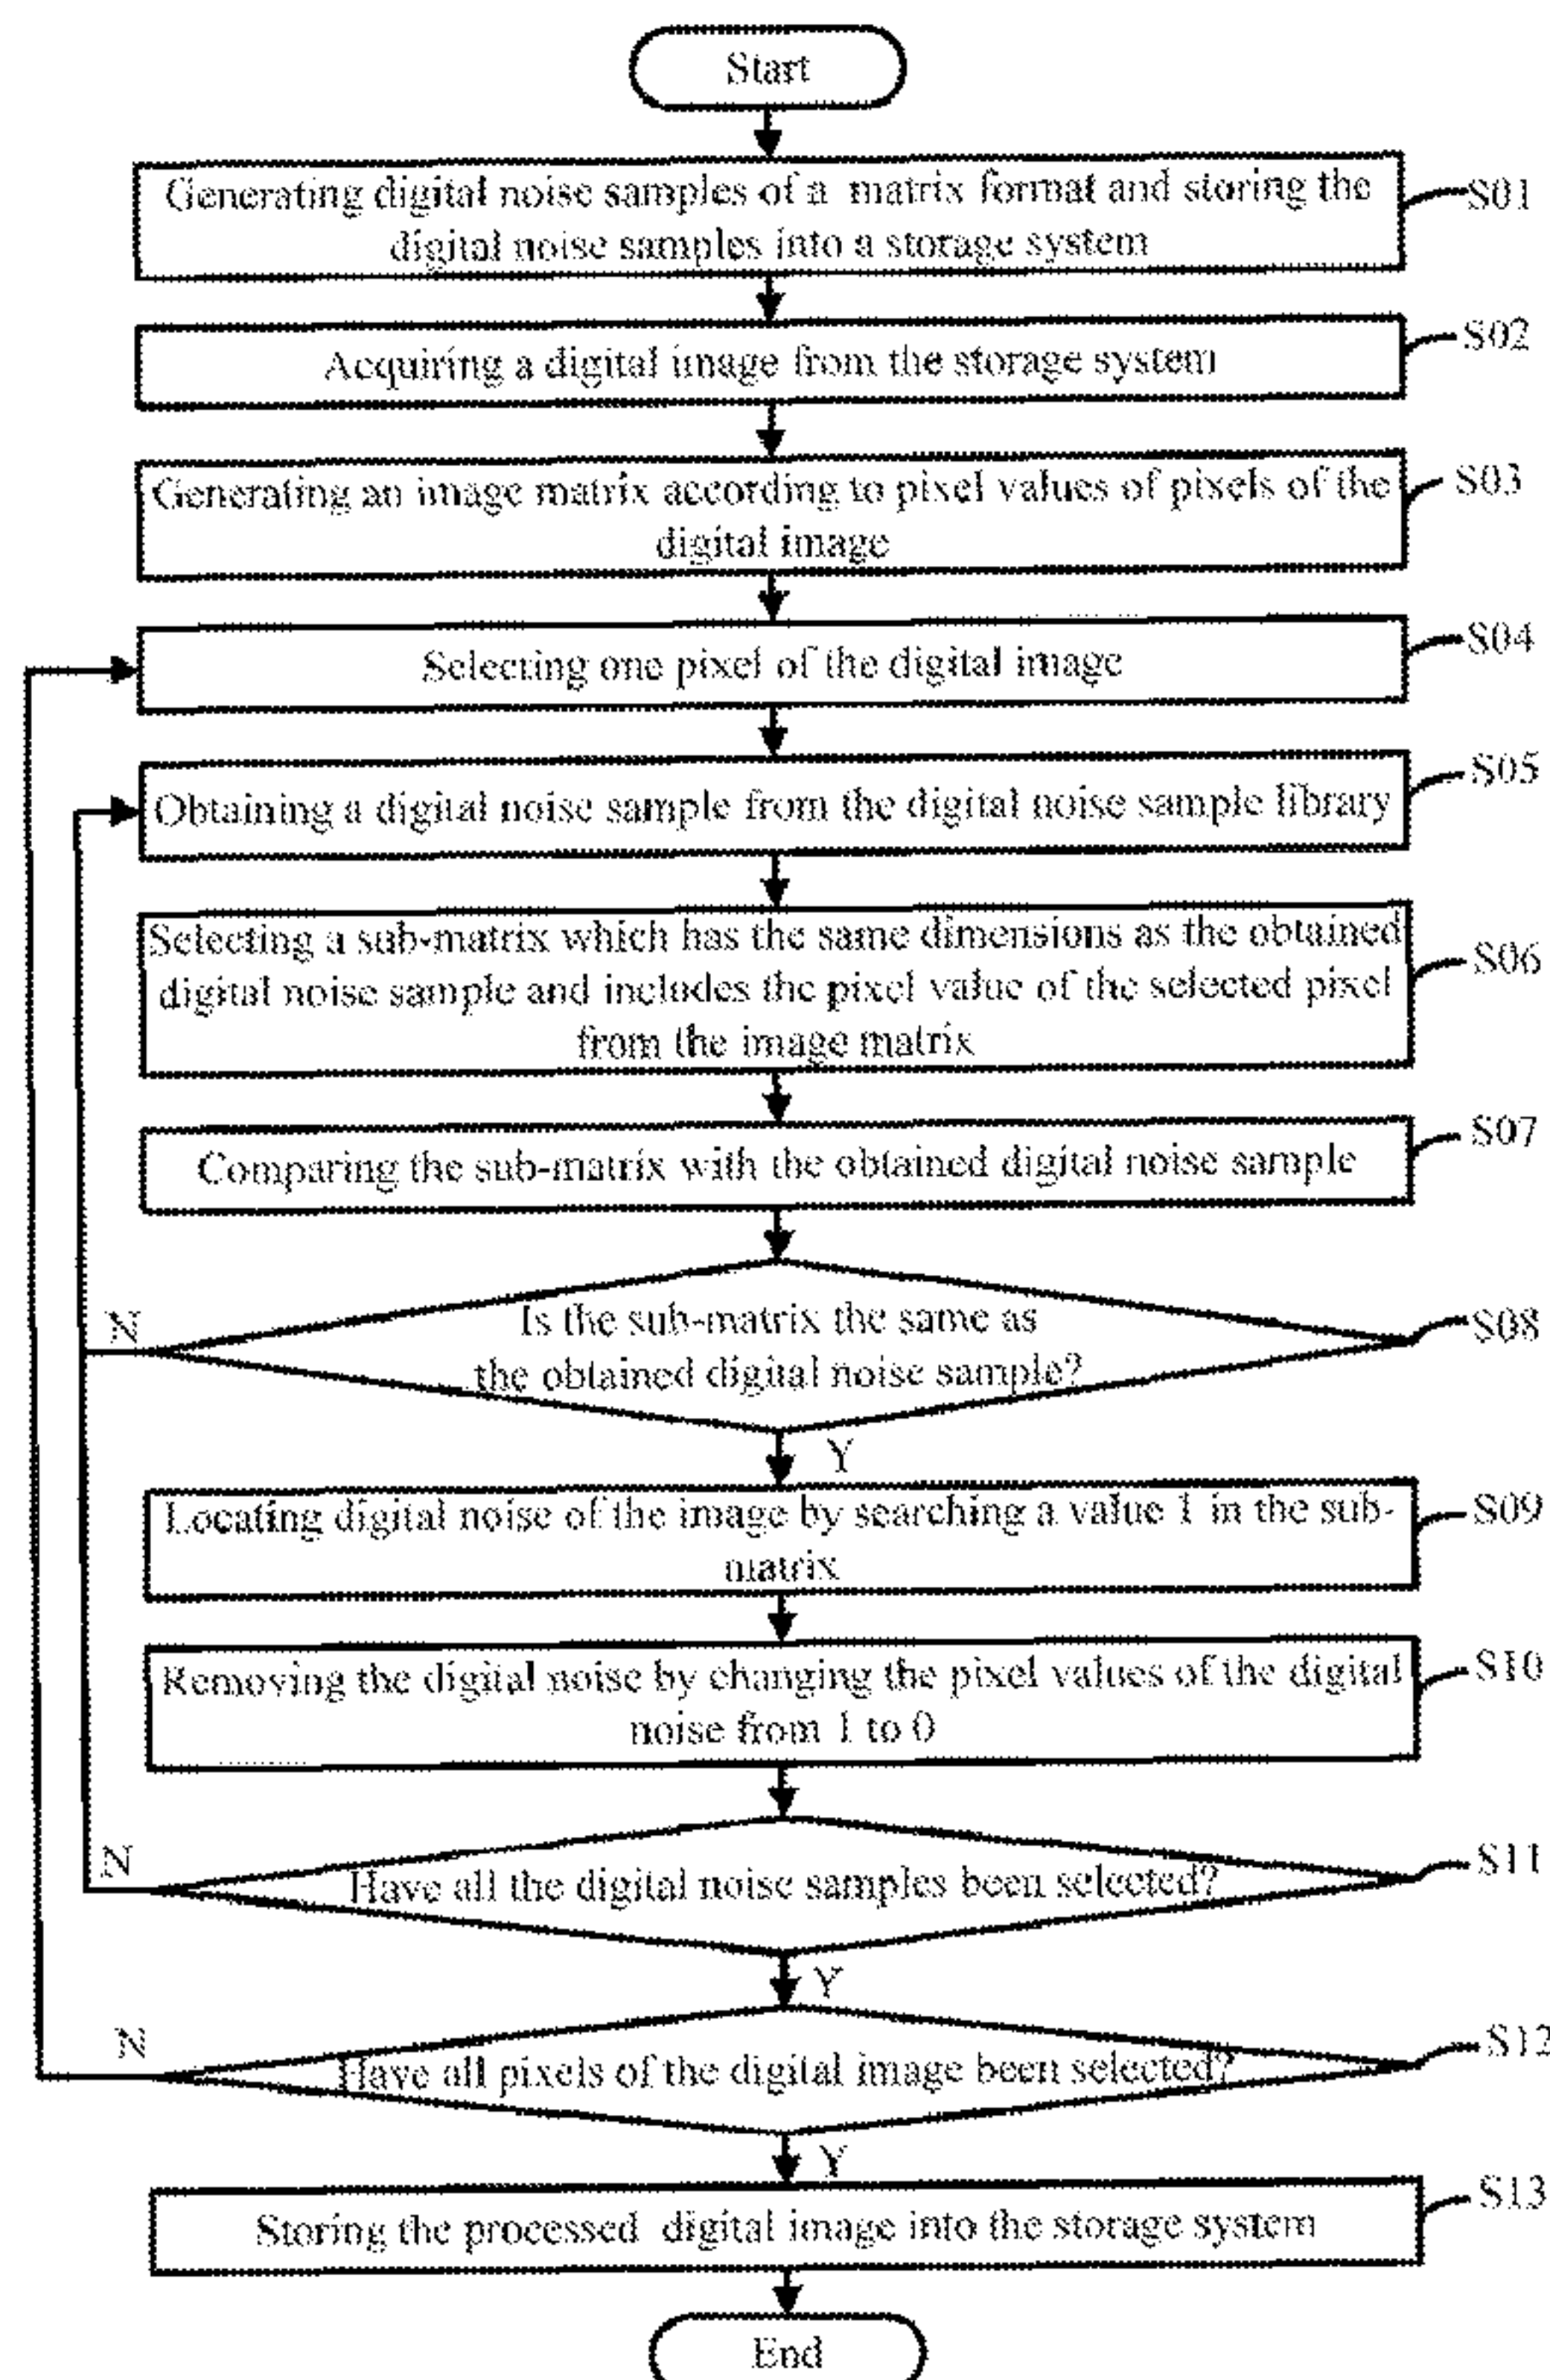 Start
Generating digital noise samples of a matrix format and storing the
digital noise samples into a storage system
S01
Acquiring a digital image from the storage system
S02
Generating an image matrix according to pixel values of pixels of the
digital image
S03
Selecting one pixel of the digital image
S04
Obtaining a digital noise sample from the digital noise sample library
S05
Selecting a sub-matrix which has the same dimensions as the obtained
digital noise sample and includes the pixel value of the selected pixel
from the image matrix
S06
Comparing the sub-matrix with the obtained digital noise sample
S07
Is the sub-matrix the same as
the obtained digital noise sample?
S08
N
Y
Locating digital noise of the image by searching a value 1 in the sub-
matrix
S09
Removing the digital noise by changing the pixel values of the digital
noise from 1 to 0
S10
Have all the digital noise samples been selected?
S11
N
Y
Have all pixels of the digital image been selected?
S12
N
Y
Storing the processed digital image into the storage system
S13
End